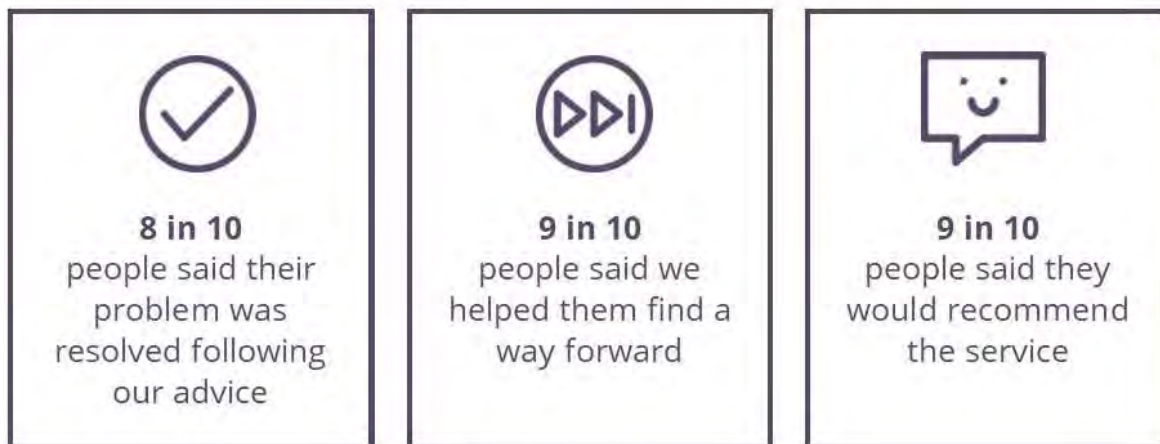 8 in 10
people said their
problem was
resolved following
our advice
9 in 10
people said we
helped them find a
way forward
9 in 10
people said they
would recommend
the service